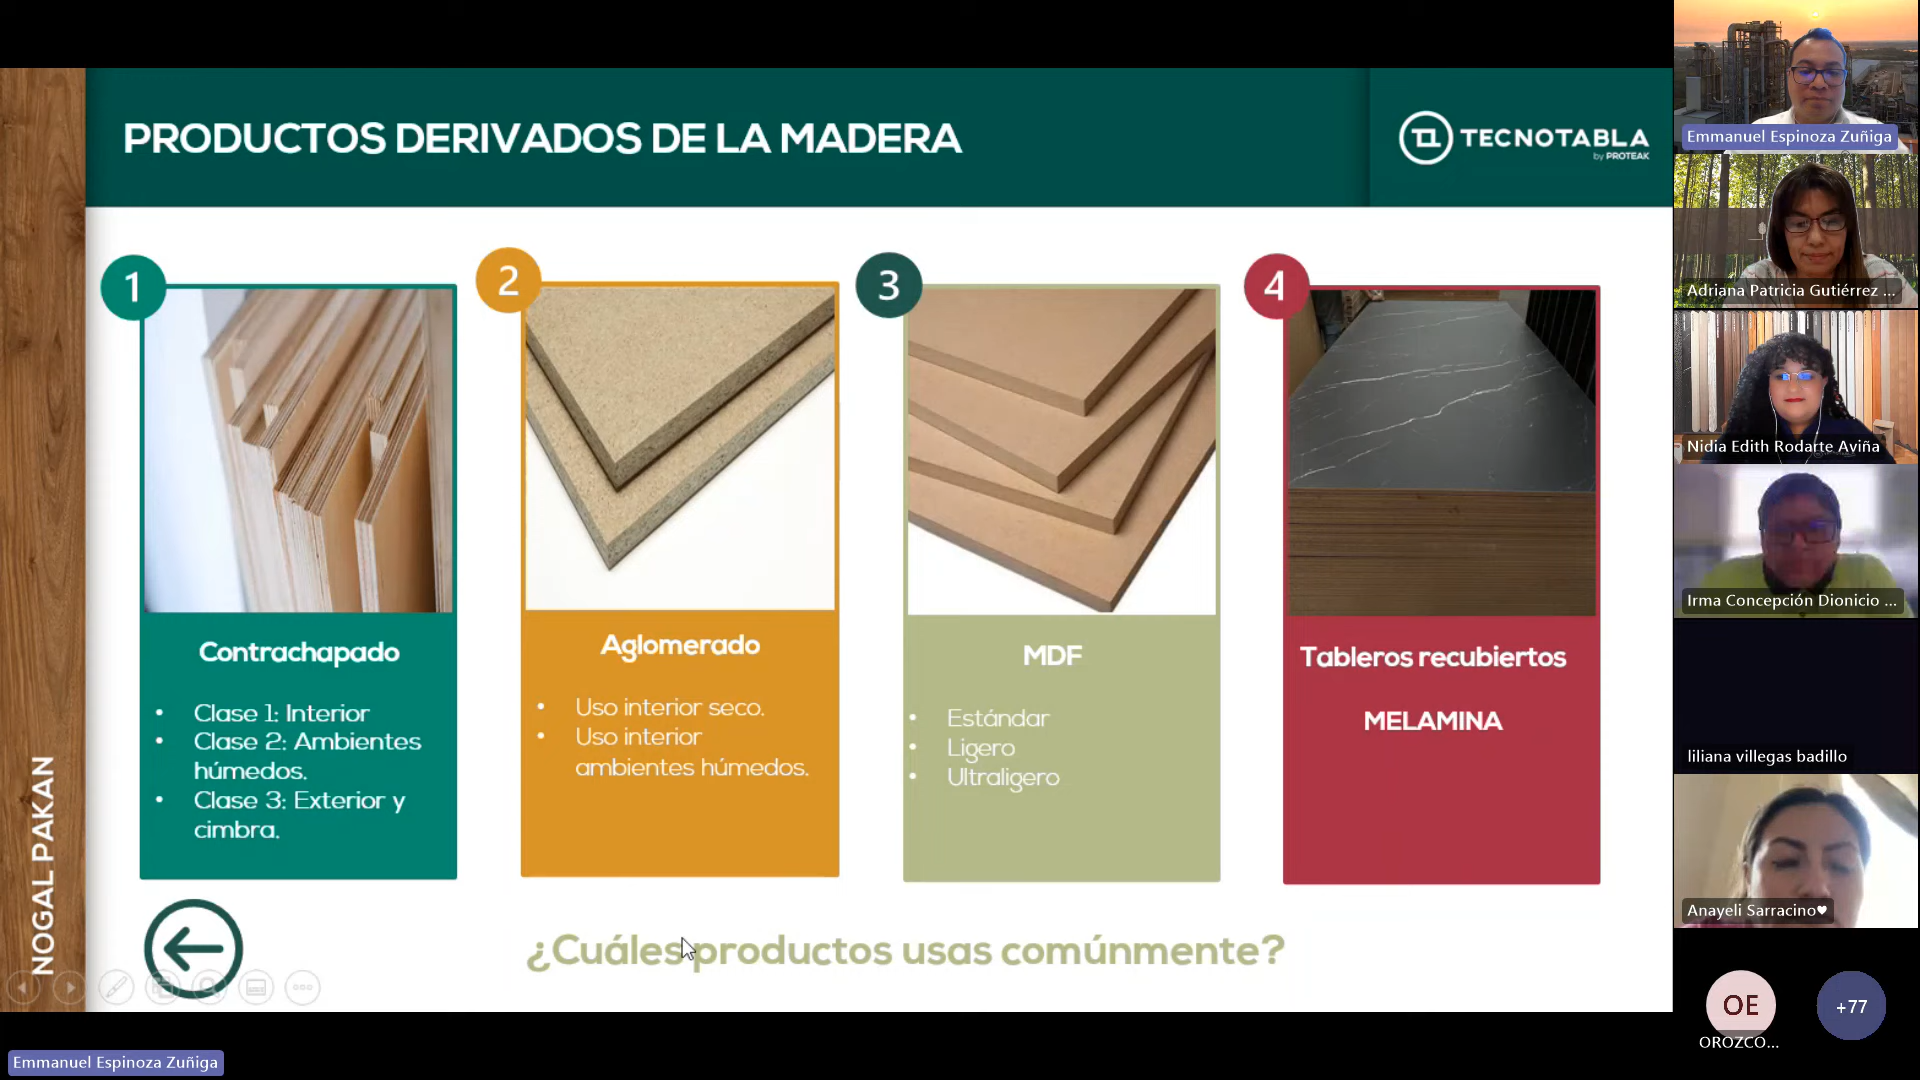 PRODUCTOS DERIVADOS DE LA MADERA
TECNOTABLA
by PROTEAK
NOGAL PAKAN
1
Contrachapado
• Clase 1: Interior
• Clase 2: Ambientes
húmedos.
• Clase 3: Exterior y
cimbra.
2
Aglomerado
• Uso interior seco.
• Uso interior
ambientes húmedos.
3
MDF
• Estándar
• Ligero
• Ultraligero
4
Tableros recubiertos
MELAMINA
¿Cuáles productos usas comúnmente?
Emmanuel Espinoza Zuñiga
Emmanuel Espinoza Zuñiga
Adriana Patricia Gutiérrez ...
Nidia Edith Rodarte Aviña
Irma Concepción Dionicio ...
liliana villegas badillo
Anayeli Sarracino♥
OE
OROZCO...
+77